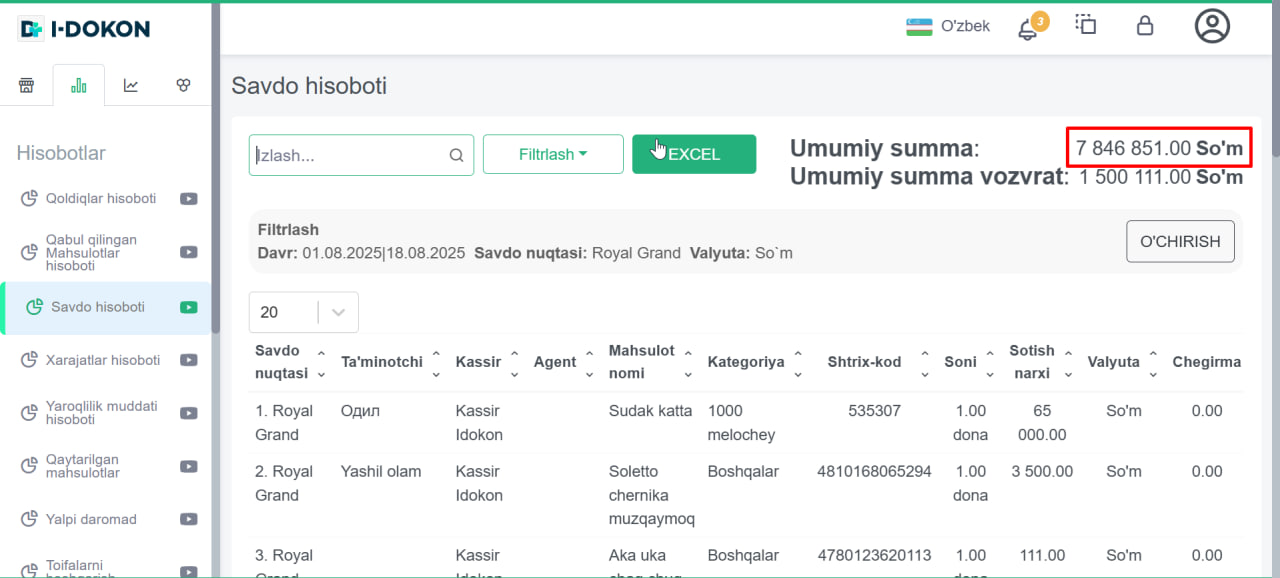 I-DOKON
O'zbek
3
Savdo hisoboti
Hisobotlar
Qoldiqlar hisoboti
Qabul qilingan
Mahsulotlar
hisoboti
Savdo hisoboti
Xarajatlar hisoboti
Yaroqlilik muddati
hisoboti
Qaytarilgan
mahsulotlar
Yalpi daromad
Toifalarni
Izlash...
Filtrlash
EXCEL
Umumiy summa: 7 846 851.00 So'm
Umumiy summa vozvrat: 1 500 111.00 So'm
Filtrlash
Davr: 01.08.2025|18.08.2025 Savdo nuqtasi: Royal Grand Valyuta: So`m
O'CHIRISH
20
Savdo nuqtasi Ta'minotchi Kassir Agent Mahsulot nomi Kategoriya Shtrix-kod Soni Sotish narxi Valyuta Chegirma
1. Royal Одил Kassir Sudak katta 1000 535307 1.00 65 So'm 0.00
Grand Idokon melochey dona 000.00
2. Royal Yashil olam Kassir Soletto Boshqalar 4810168065294 1.00 3 500.00 So'm 0.00
Grand Idokon chernika dona
muzqaymoq
3. Royal Kassir Aka uka Boshqalar 4780123620113 1.00 111.00 So'm 0.00